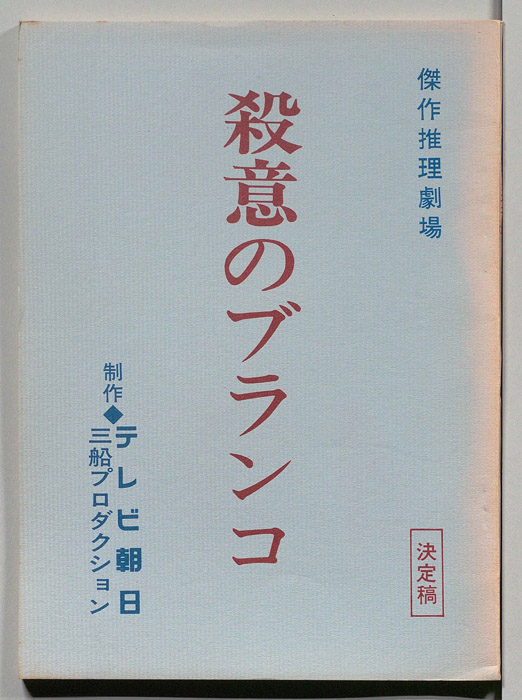 傑作推理劇場
殺意のブランコ
決定稿
制作◆テレビ朝日
三船プロダクション